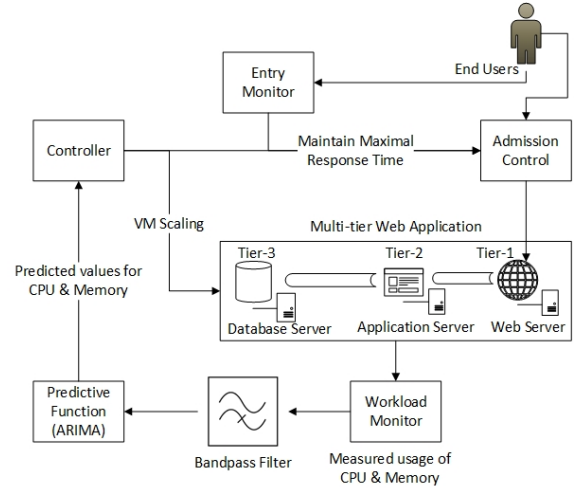 End Users
Entry
Monitor
Controller
Maintain Maximal
Response Time
Admission
Control
VM Scaling
Multi-tier Web Application
Tier-3
Tier-2
Tier-1
Database Server
Application Server
Web Server
Predicted values for
CPU & Memory
Predictive
Function
(ARIMA)
Bandpass Filter
Workload
Monitor
Measured usage of
CPU & Memory